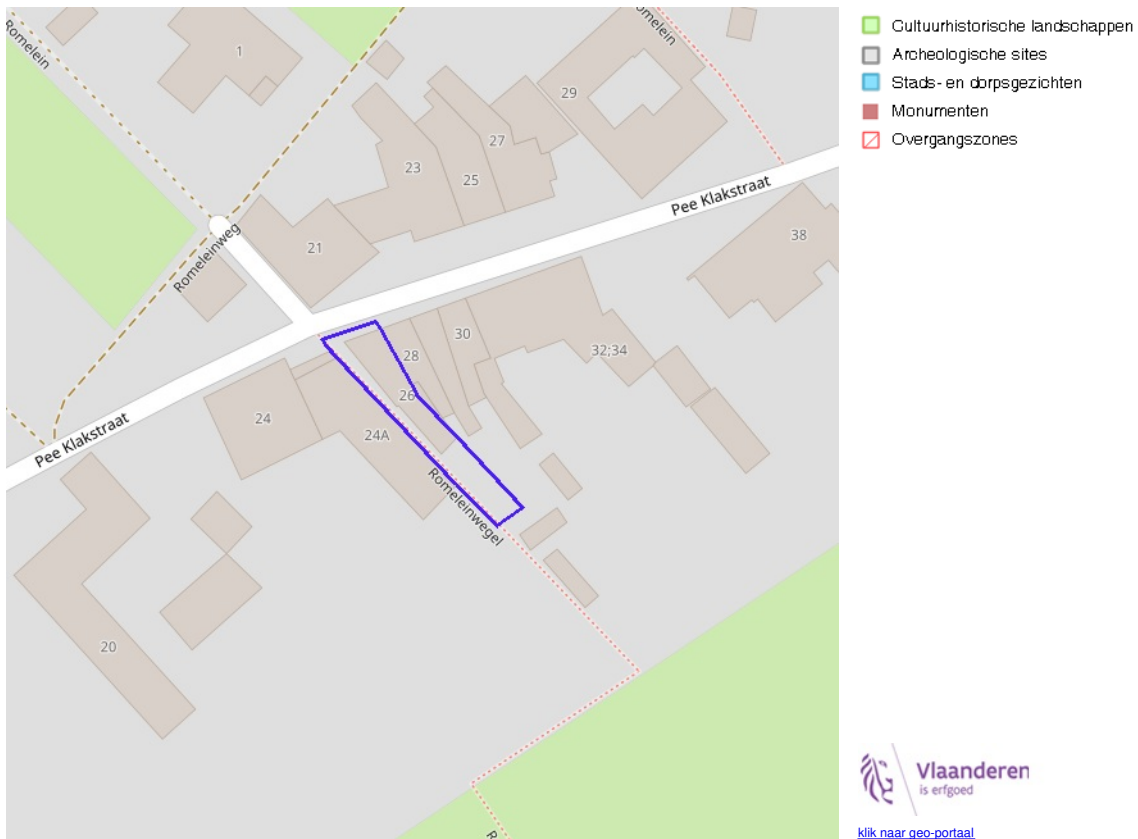 Romelein
1
Romelein
29
27
23
25
Pee Klakstraat
38
21
Romeleinweg
30
28
32;34
26
24
24A
Pee Klakstraat
Romeleinwegel
20
R
Cultuurhistorische landschappen
Archeologische sites
Stads- en dorpsgezichten
Monumenten
Overgangszones
Vlaanderen
is erfgoed
klik naar geo-portaal